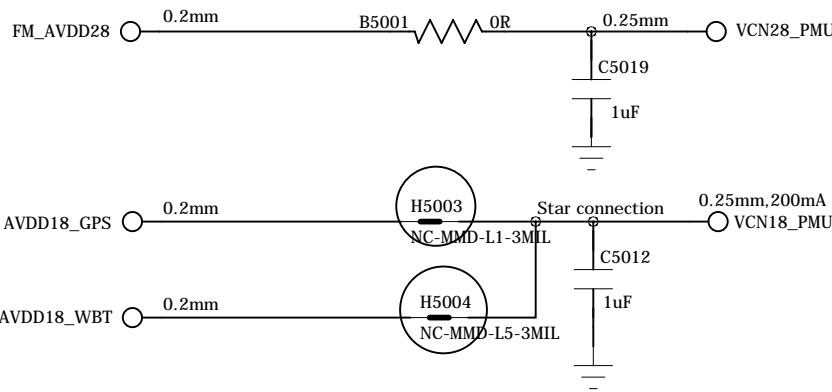 FM_AVDD28 0.2mm B5001 0R 0.25mm VCN28_PMU
C5019
1uF
AVDD18_GPS 0.2mm H5003 Star connection 0.25mm,200mA VCN18_PMU
NC-MMD-L1-3MIL
C5012
1uF
AVDD18_WBT 0.2mm H5004
NC-MMD-L5-3MIL